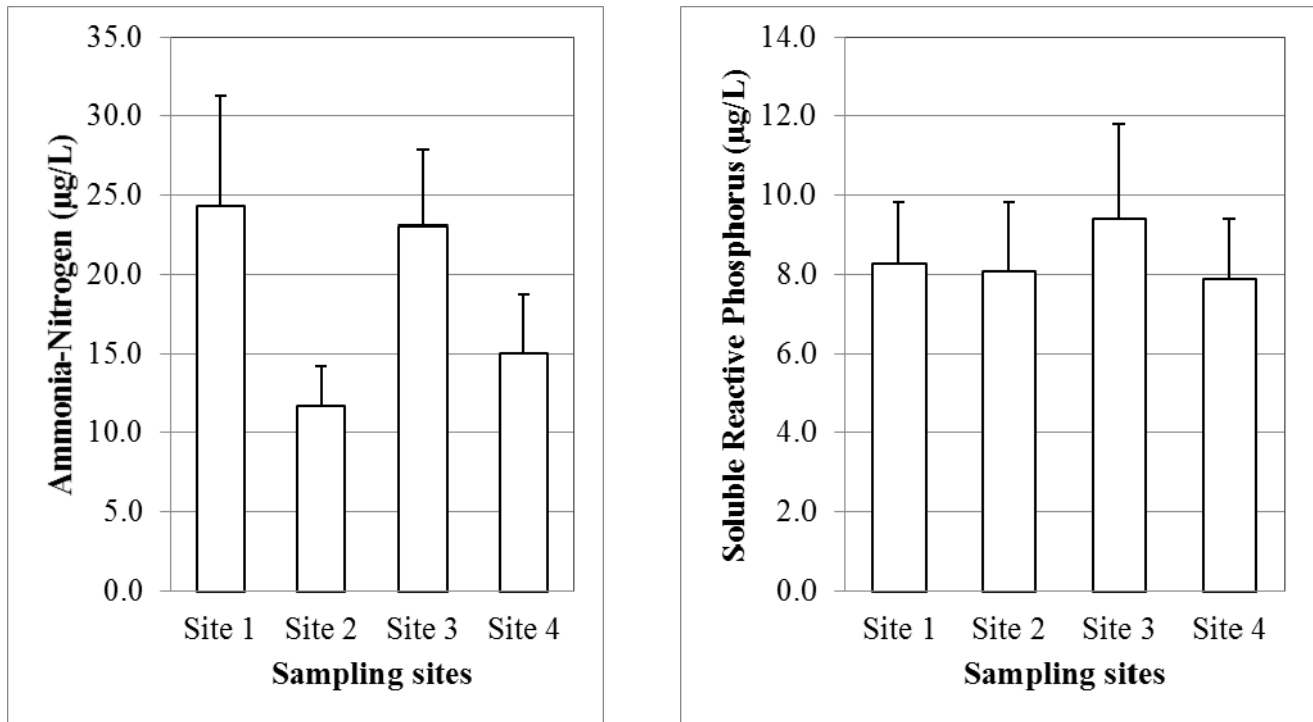 Ammonia-Nitrogen (µg/L)
35.0
30.0
25.0
20.0
15.0
10.0
5.0
0.0
Site 1 Site 2 Site 3 Site 4
Sampling sites
Soluble Reactive Phosphorus (µg/L)
14.0
12.0
10.0
8.0
6.0
4.0
2.0
0.0
Site 1 Site 2 Site 3 Site 4
Sampling sites